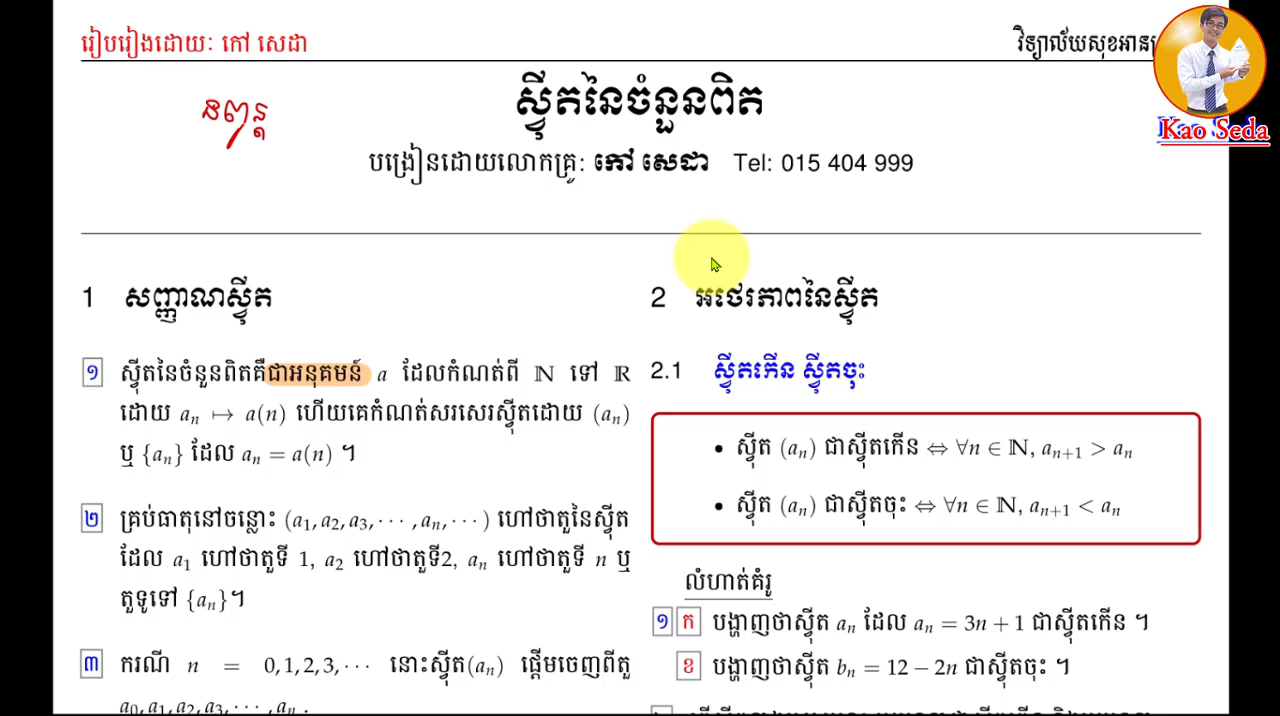 រៀបរៀងដោយ: កៅ សេដា
វិទ្យាល័យសុខអាន
Kao Seda
ស្វ៊ីតនៃចំនួនពិត
បង្រៀនដោយលោកគ្រូ: កៅ សេដា Tel: 015 404 999
1 សញ្ញាណស្វ៊ីត
១ ស្វ៊ីតនៃចំនួនពិតគឺជាអនុគមន៍ a ដែលកំណត់ពី ℕ ទៅ ℝ
ដោយ aₙ ↦ a(n) ហើយគេកំណត់សរសេរស្វ៊ីតដោយ (aₙ)
ឬ {aₙ} ដែល aₙ = a(n) ។
២ គ្រប់ធាតុនៅចន្លោះ (a₁, a₂, a₃, ⋯, aₙ, ⋯) ហៅថាតួនៃស្វ៊ីត
ដែល a₁ ហៅថាតួទី 1, a₂ ហៅថាតួទី2, aₙ ហៅថាតួទី n ឬ
តួទូទៅ {aₙ}។
៣ ករណី n = 0, 1, 2, 3, ⋯ នោះស្វ៊ីត(aₙ) ផ្តើមចេញពីតួ
a₀, a₁, a₂, a₃, ⋯, aₙ .
2 អថេរភាពនៃស្វ៊ីត
2.1 ស្វ៊ីតកើន ស្វ៊ីតចុះ
• ស្វ៊ីត (aₙ) ជាស្វ៊ីតកើន ⇔ ∀n ∈ ℕ, aₙ₊₁ > aₙ
• ស្វ៊ីត (aₙ) ជាស្វ៊ីតចុះ ⇔ ∀n ∈ ℕ, aₙ₊₁ < aₙ
លំហាត់គំរូ
១ ក បង្ហាញថាស្វ៊ីត aₙ ដែល aₙ = 3n + 1 ជាស្វ៊ីតកើន ។
ខ បង្ហាញថាស្វ៊ីត bₙ = 12 − 2n ជាស្វ៊ីតចុះ ។